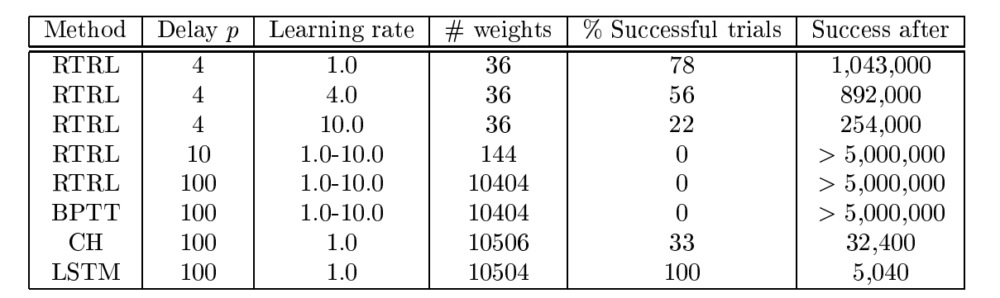 Method Delay p Learning rate # weights % Successful trials Success after
RTRL 4 1.0 36 78 1,043,000
RTRL 4 4.0 36 56 892,000
RTRL 4 10.0 36 22 254,000
RTRL 10 1.0-10.0 144 0 > 5,000,000
RTRL 100 1.0-10.0 10404 0 > 5,000,000
BPTT 100 1.0-10.0 10404 0 > 5,000,000
CH 100 1.0 10506 33 32,400
LSTM 100 1.0 10504 100 5,040